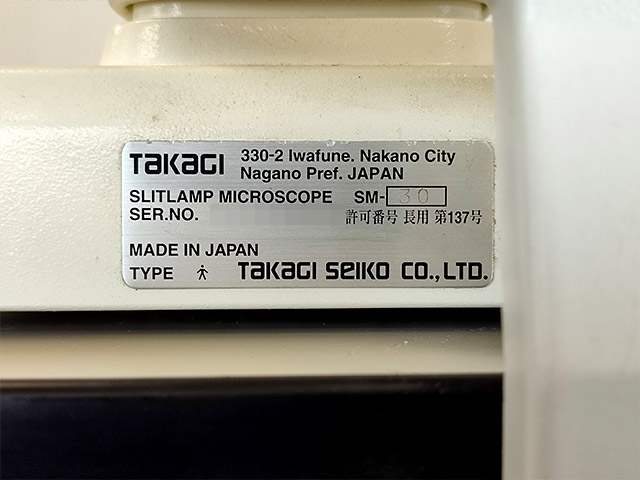 TAKAGI 330-2 Iwafune. Nakano City
Nagano Pref. JAPAN
SLITLAMP MICROSCOPE SM-30
SER.NO. 許可番号 長用 第137号
MADE IN JAPAN
TYPE TAKAGI SEIKO CO.,LTD.